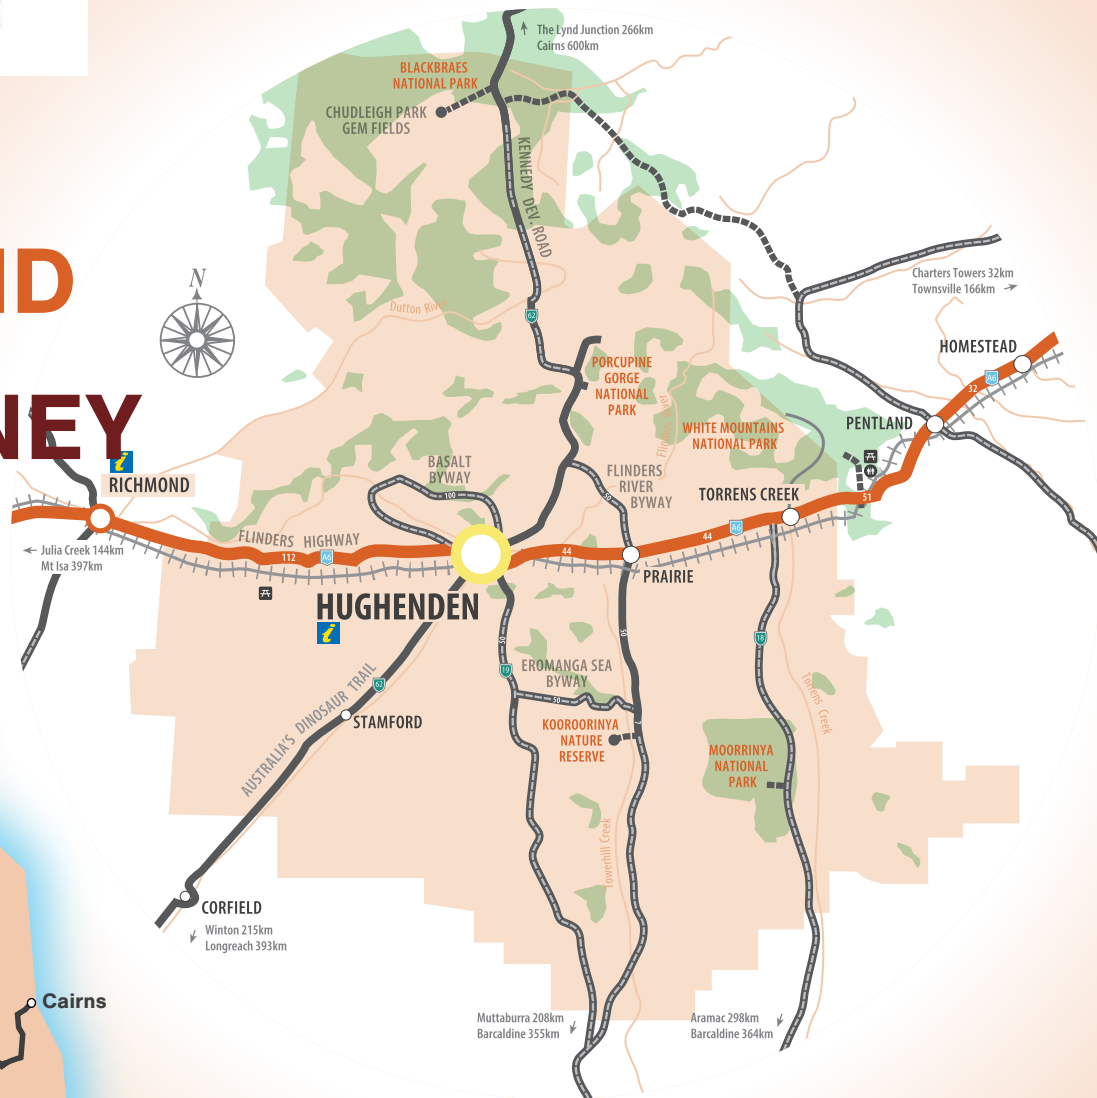 The Lynd Junction 266km
Cairns 600km
BLACKBRAES
NATIONAL PARK
CHUDLEIGH PARK
GEM FIELDS
KENNEDY DEV. ROAD
ND
N
Charters Towers 32km
Townsville 166km
Dutton River
62
HOMESTEAD
PORCUPINE
GORGE
NATIONAL
PARK
A6
32
NEY
Flinders River
WHITE MOUNTAINS
NATIONAL PARK
PENTLAND
i
RICHMOND
BASALT
BYWAY
100
FLINDERS
RIVER
BYWAY
50
TORRENS CREEK
51
FLINDERS HIGHWAY
112
A6
44
44
A6
Julia Creek 144km
Mt Isa 397km
PRAIRIE
HUGHENDEN
i
50
50
18
19
EROMANGA SEA
BYWAY
50
7
AUSTRALIA'S DINOSAUR TRAIL
62
STAMFORD
KOOROORINYA
NATURE
RESERVE
Torrens Creek
MOORRINYA
NATIONAL
PARK
Towerhill Creek
CORFIELD
Winton 215km
Longreach 393km
Cairns
Muttaburra 208km
Barcaldine 355km
Aramac 298km
Barcaldine 364km